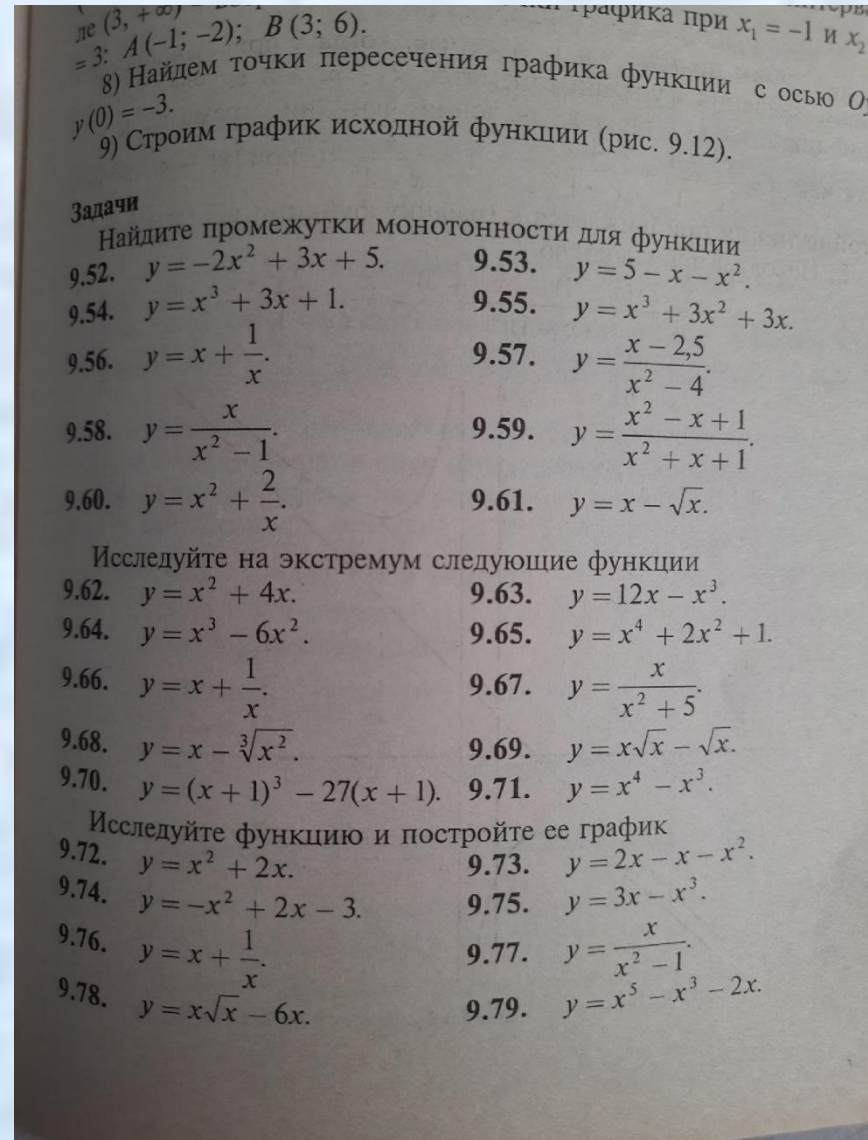 ле (3, +∞) графика при x₁ = −1 и x₂
= 3: A (−1; −2); B (3; 6).
8) Найдем точки пересечения графика функции с осью
y (0) = −3.
9) Строим график исходной функции (рис. 9.12).
Задачи
Найдите промежутки монотонности для функции
9.52. y = −2x² + 3x + 5. 9.53. y = 5 − x − x².
9.54. y = x³ + 3x + 1. 9.55. y = x³ + 3x² + 3x.
9.56. y = x + 1/x. 9.57. y = (x − 2,5)/(x² − 4).
9.58. y = x/(x² − 1). 9.59. y = (x² − x + 1)/(x² + x + 1).
9.60. y = x² + 2/x. 9.61. y = x − √x.
Исследуйте на экстремум следующие функции
9.62. y = x² + 4x. 9.63. y = 12x − x³.
9.64. y = x³ − 6x². 9.65. y = x⁴ + 2x² + 1.
9.66. y = x + 1/x. 9.67. y = x/(x² + 5).
9.68. y = x − ∛x². 9.69. y = x√x − √x.
9.70. y = (x + 1)³ − 27(x + 1). 9.71. y = x⁴ − x³.
Исследуйте функцию и постройте ее график
9.72. y = x² + 2x. 9.73. y = 2x − x − x².
9.74. y = −x² + 2x − 3. 9.75. y = 3x − x³.
9.76. y = x + 1/x. 9.77. y = x/(x² − 1).
9.78. y = x√x − 6x. 9.79. y = x⁵ − x³ − 2x.